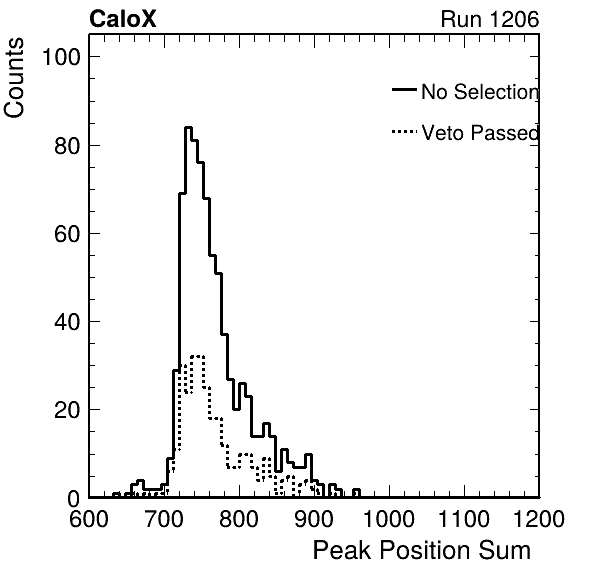 CaloX Run 1206
Counts
100
No Selection
Veto Passed
80
60
40
20
0
600 700 800 900 1000 1100 1200
Peak Position Sum